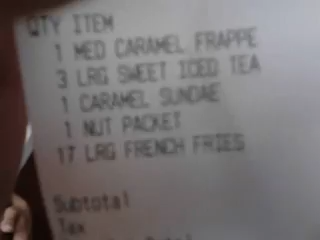 QTY ITEM
1 MED CARAMEL FRAPPE
3 LRG SWEET ICED TEA
1 CARAMEL SUNDAE
1 NUT PACKET
17 LRG FRENCH FRIES
Subtotal
Tax